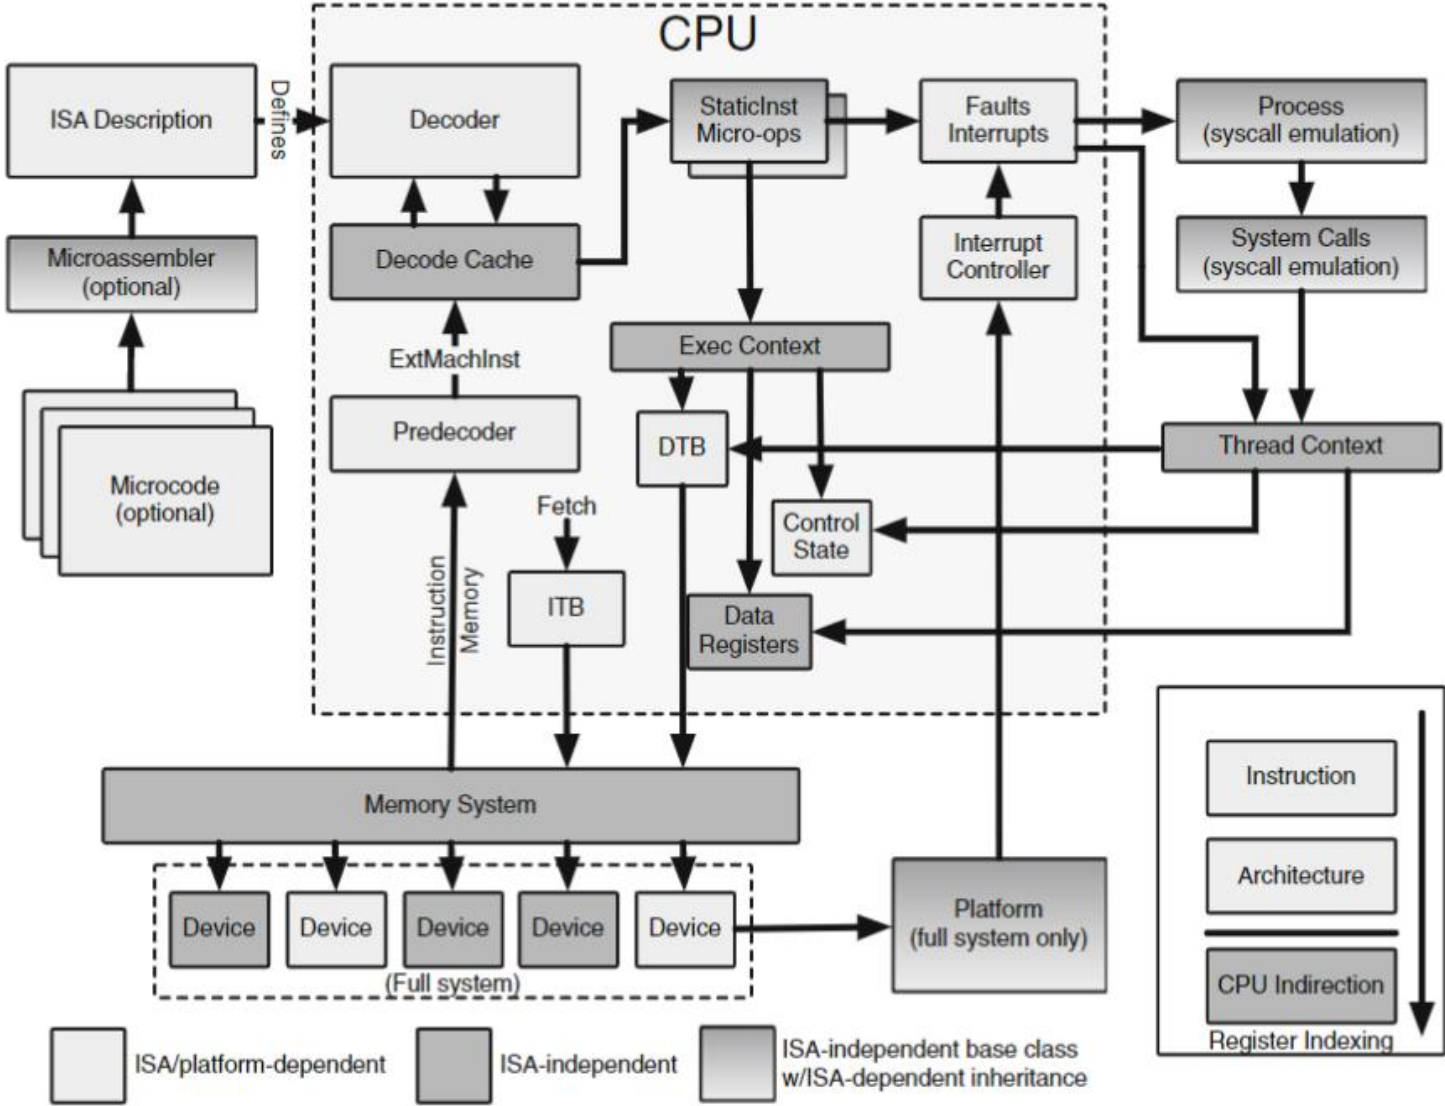 CPU
ISA Description
Defines
Decoder
StaticInst
Micro-ops
Faults
Interrupts
Process
(syscall emulation)
Microassembler
(optional)
Decode Cache
Interrupt
Controller
System Calls
(syscall emulation)
ExtMachInst
Exec Context
Predecoder
DTB
Thread Context
Microcode
(optional)
Fetch
Control
State
Instruction
Memory
ITB
Data
Registers
Memory System
Device
Device
Device
Device
Device
(Full system)
Platform
(full system only)
Instruction
Architecture
CPU Indirection
Register Indexing
ISA/platform-dependent
ISA-independent
ISA-independent base class
w/ISA-dependent inheritance